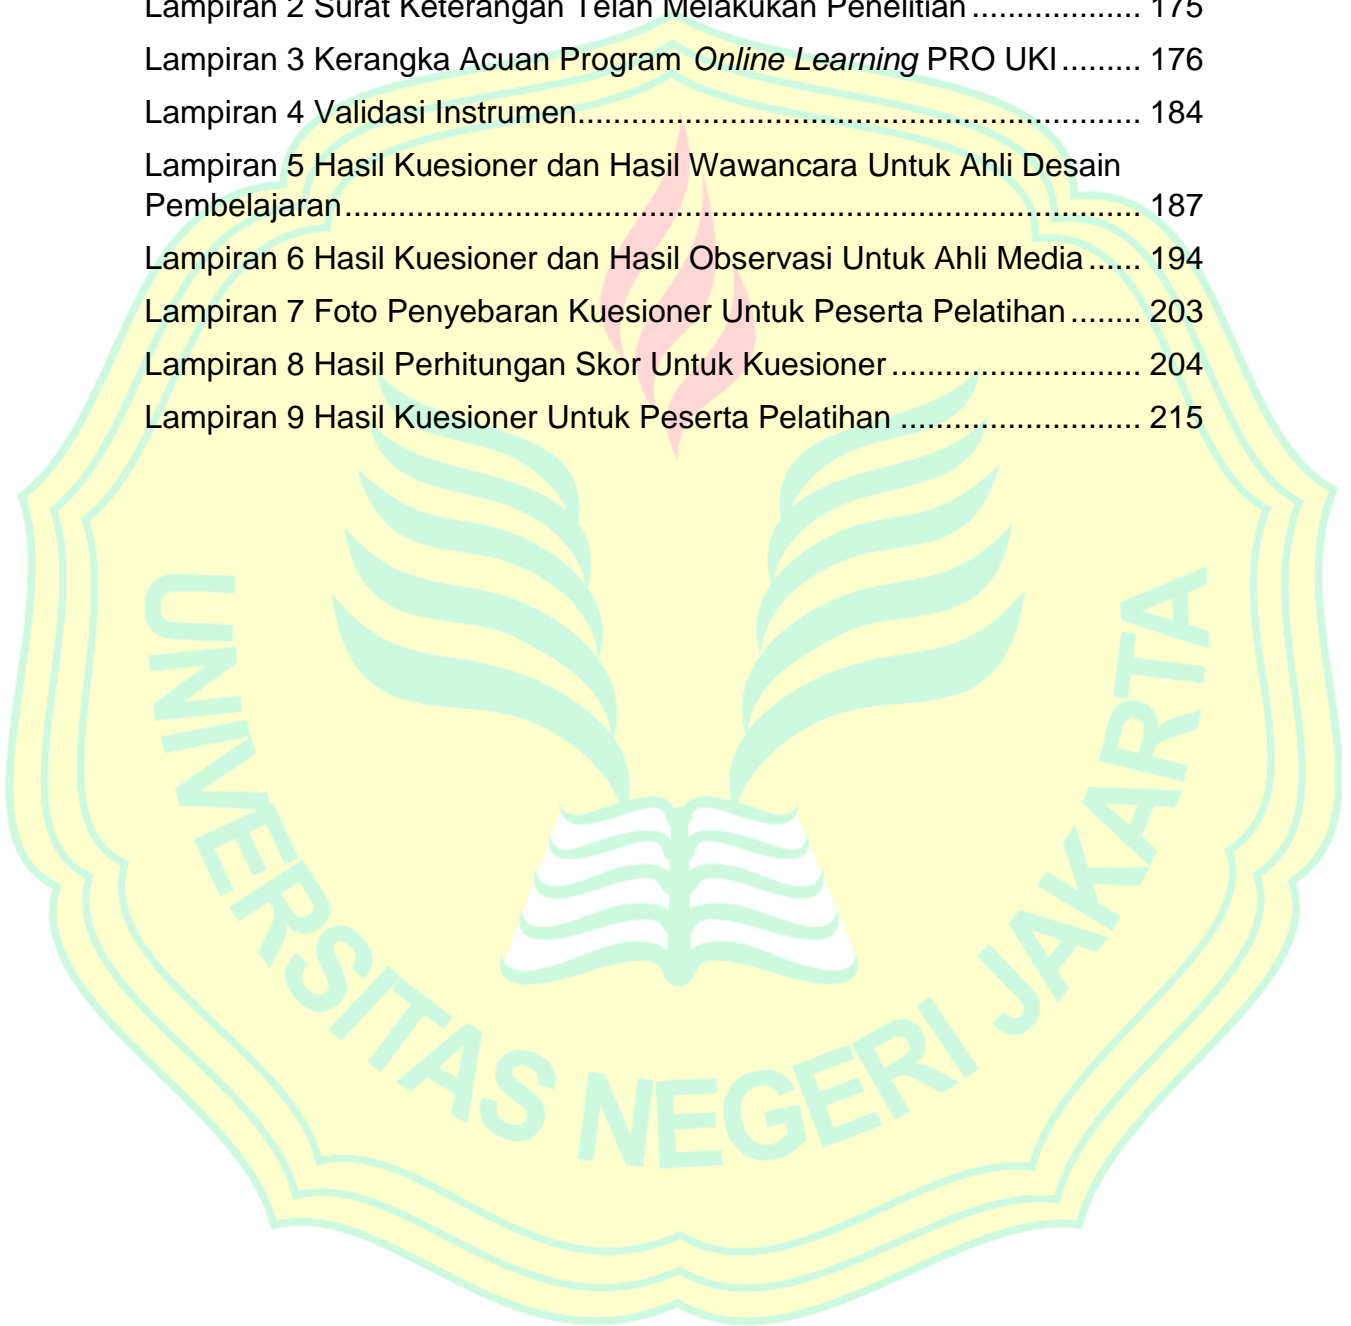 Lampiran 2 Surat Keterangan Telah Melakukan Penelitian ................... 175
Lampiran 3 Kerangka Acuan Program Online Learning PRO UKI ......... 176
Lampiran 4 Validasi Instrumen............................................................... 184
Lampiran 5 Hasil Kuesioner dan Hasil Wawancara Untuk Ahli Desain
Pembelajaran......................................................................................... 187
Lampiran 6 Hasil Kuesioner dan Hasil Observasi Untuk Ahli Media ...... 194
Lampiran 7 Foto Penyebaran Kuesioner Untuk Peserta Pelatihan ........ 203
Lampiran 8 Hasil Perhitungan Skor Untuk Kuesioner ............................ 204
Lampiran 9 Hasil Kuesioner Untuk Peserta Pelatihan ........................... 215
UNIVERSITAS NEGERI JAKARTA